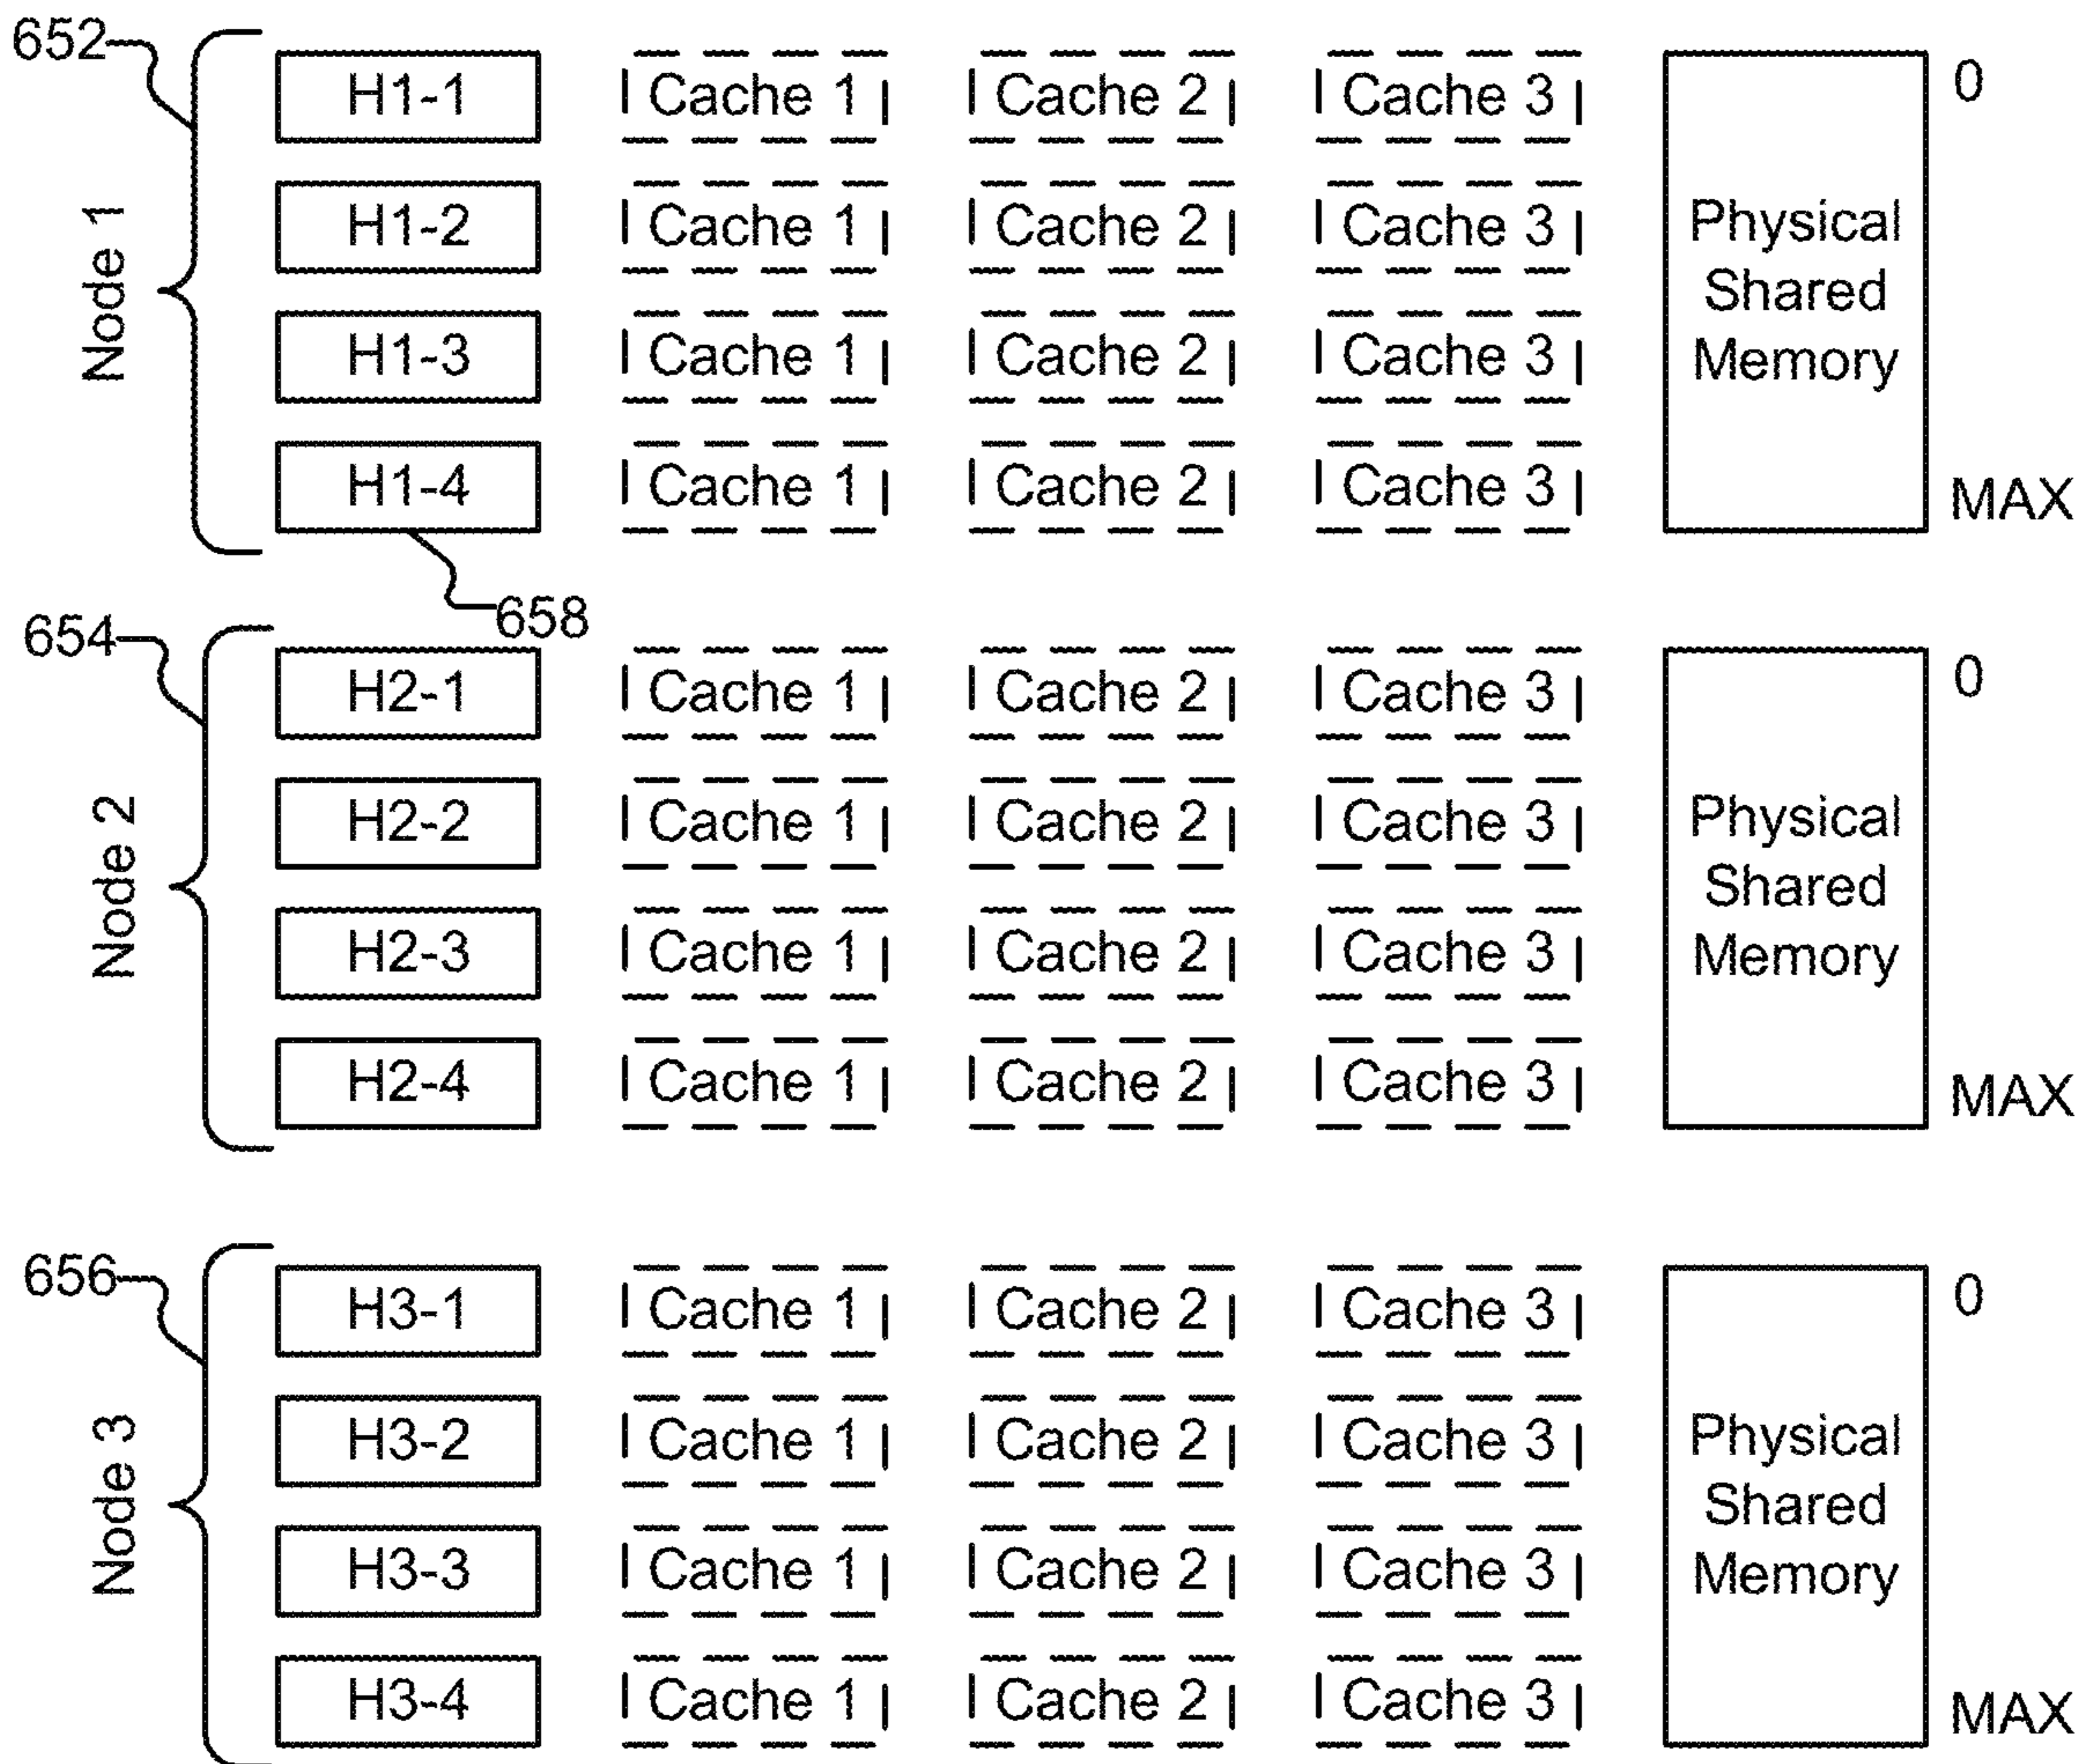 652
H1-1 Cache 1 Cache 2 Cache 3 0
H1-2 Cache 1 Cache 2 Cache 3
H1-3 Cache 1 Cache 2 Cache 3
H1-4 Cache 1 Cache 2 Cache 3 MAX
Node 1
Physical
Shared
Memory
658
654
H2-1 Cache 1 Cache 2 Cache 3 0
H2-2 Cache 1 Cache 2 Cache 3
H2-3 Cache 1 Cache 2 Cache 3
H2-4 Cache 1 Cache 2 Cache 3 MAX
Node 2
Physical
Shared
Memory
656
H3-1 Cache 1 Cache 2 Cache 3 0
H3-2 Cache 1 Cache 2 Cache 3
H3-3 Cache 1 Cache 2 Cache 3
H3-4 Cache 1 Cache 2 Cache 3 MAX
Node 3
Physical
Shared
Memory